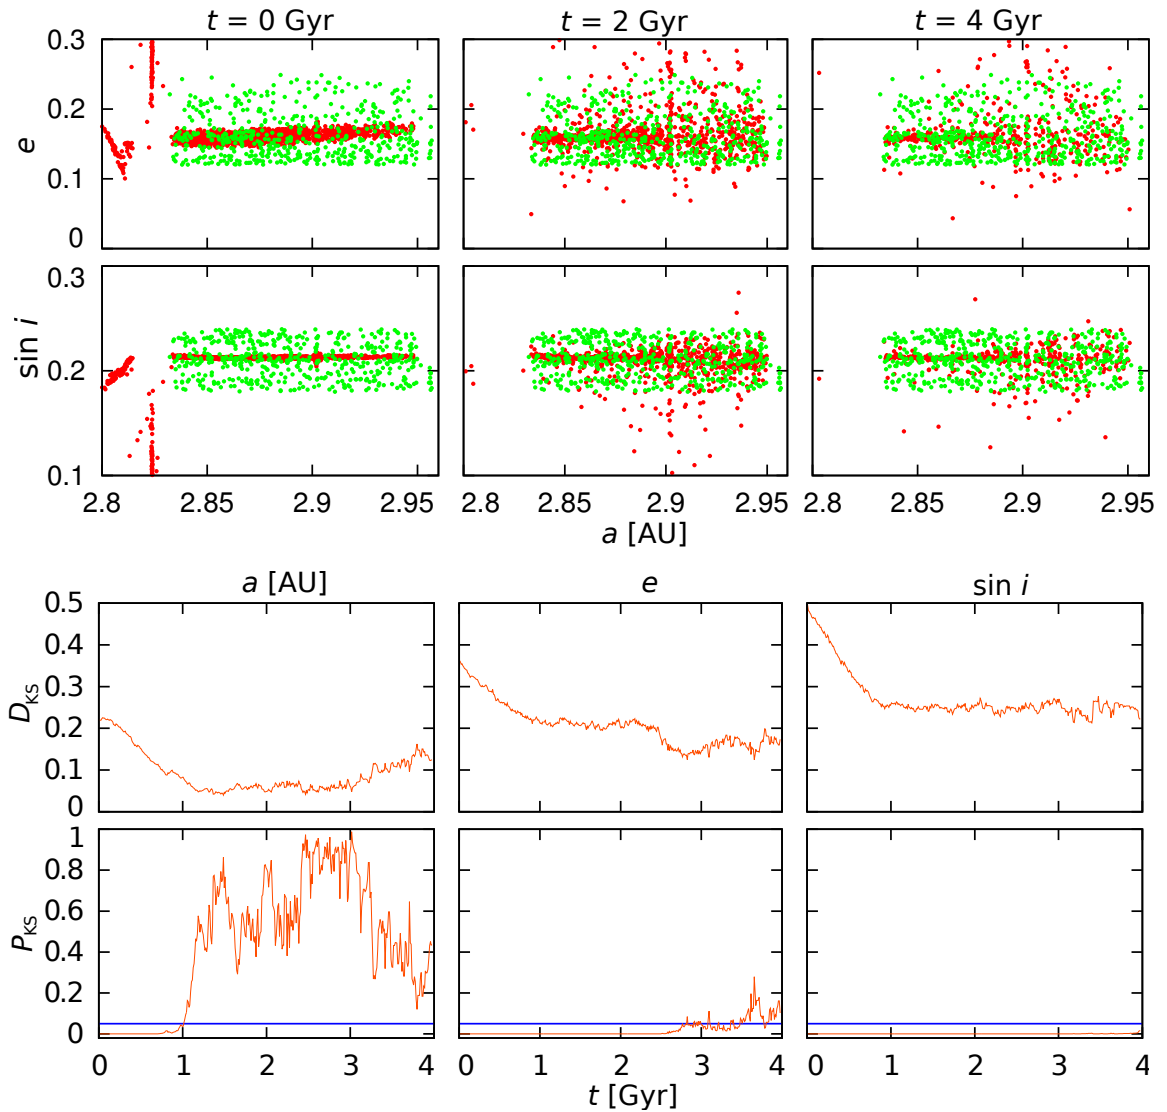 t = 0 Gyr t = 2 Gyr t = 4 Gyr
0.3
0.2
0.1
0
e
0.3
0.2
0.1
sin i
2.8 2.85 2.9 2.95 2.8 2.85 2.9 2.95 2.8 2.85 2.9 2.95
a [AU]
a [AU] e sin i
0.5
0.4
0.3
0.2
0.1
0
DKS
1
0.8
0.6
0.4
0.2
0
PKS
0 1 2 3 4 0 1 2 3 4 0 1 2 3 4
t [Gyr]